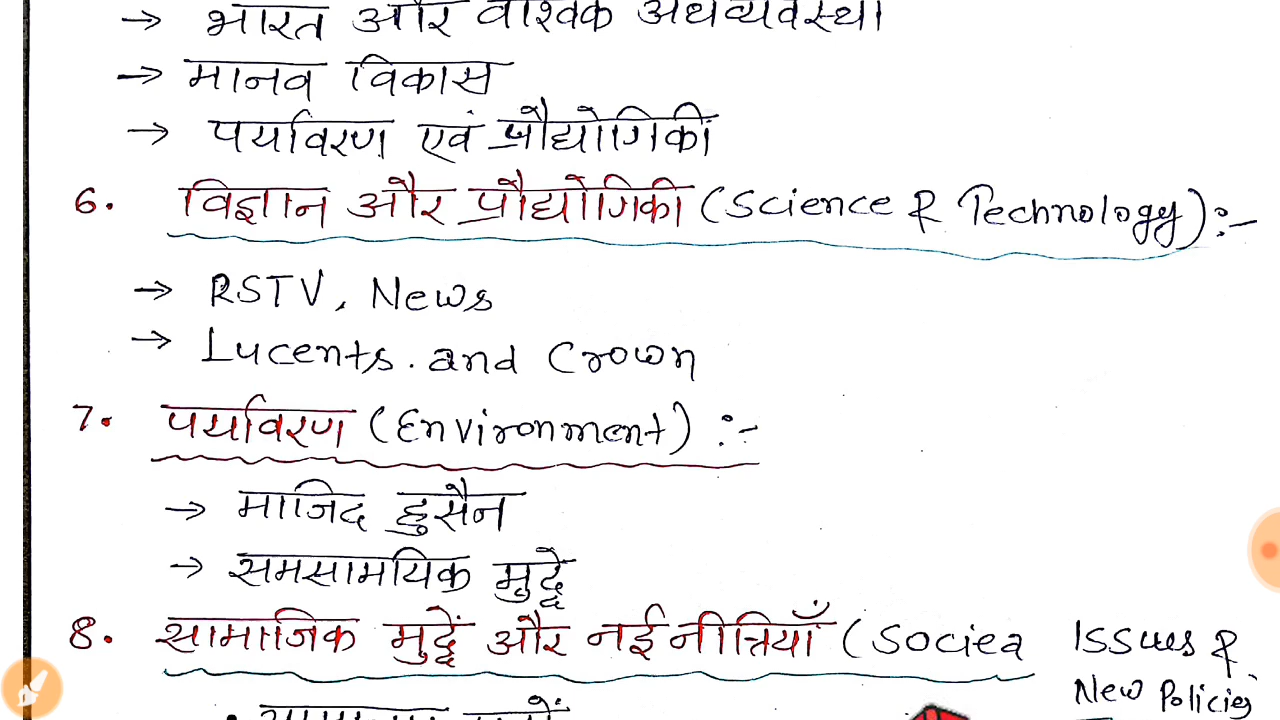 → भारत और वैश्विक अर्थव्यवस्था
→ मानव विकास
→ पर्यावरण एवं प्रौद्योगिकी
6. विज्ञान और प्रौद्योगिकी (Science & Technology) :-
→ RSTV, News
→ Lucents. and Crown
7. पर्यावरण (Environment) :-
→ माजिद हुसैन
→ समसामयिक मुद्दे
8. सामाजिक मुद्दें और नई नीतियाँ (Sociea Issues &
New Policies